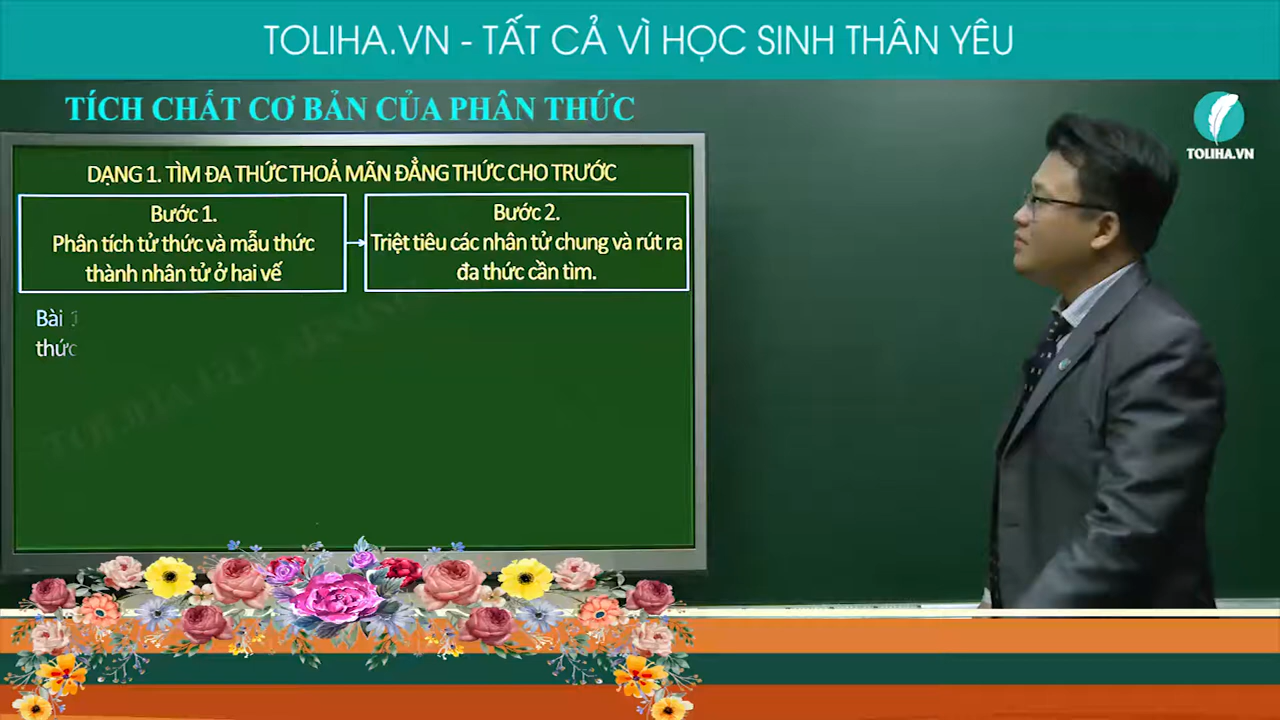 TOLIHA.VN - TẤT CẢ VÌ HỌC SINH THÂN YÊU
TÍCH CHẤT CƠ BẢN CỦA PHÂN THỨC
TOLIHA.VN
DẠNG 1. TÌM ĐA THỨC THOẢ MÃN ĐẲNG THỨC CHO TRƯỚC
Bước 1.
Phân tích tử thức và mẫu thức
thành nhân tử ở hai vế
Bước 2.
Triệt tiêu các nhân tử chung và rút ra
đa thức cần tìm.
Bài 1
thức